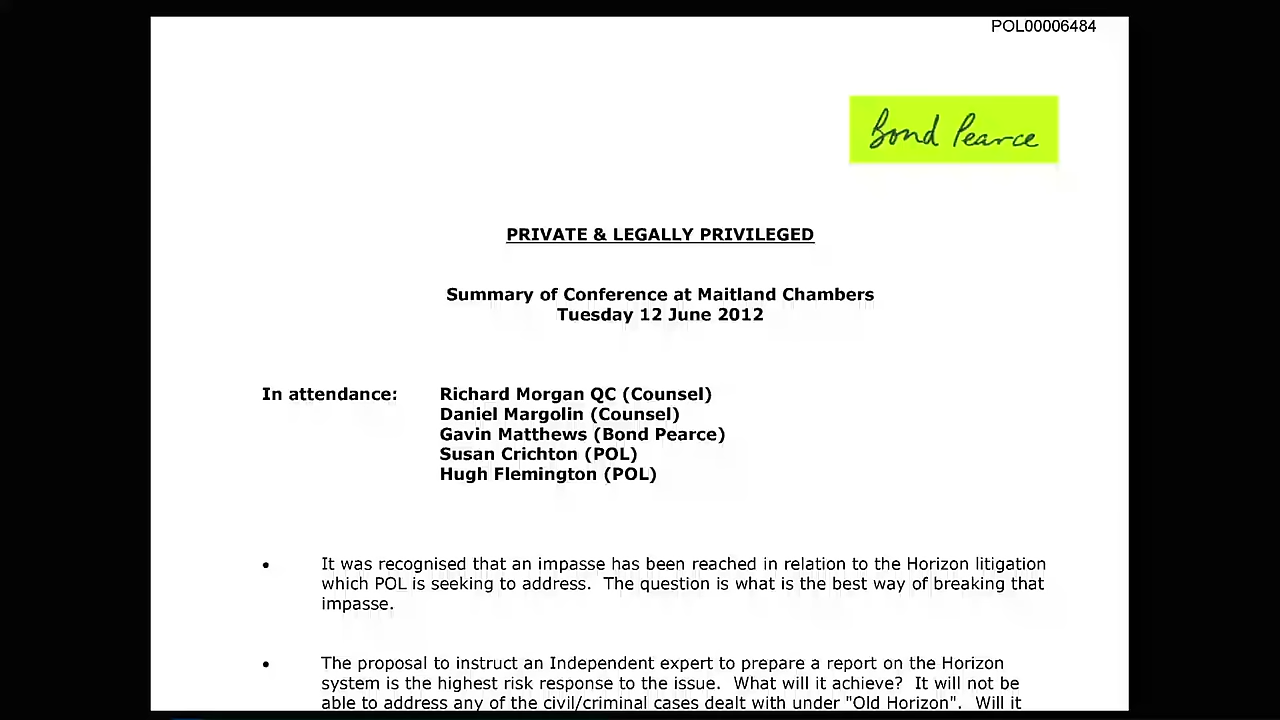 POL00006484
Bond Pearce
PRIVATE & LEGALLY PRIVILEGED
Summary of Conference at Maitland Chambers
Tuesday 12 June 2012
In attendance: Richard Morgan QC (Counsel)
Daniel Margolin (Counsel)
Gavin Matthews (Bond Pearce)
Susan Crichton (POL)
Hugh Flemington (POL)
• It was recognised that an impasse has been reached in relation to the Horizon litigation
which POL is seeking to address. The question is what is the best way of breaking that
impasse.
• The proposal to instruct an Independent expert to prepare a report on the Horizon
system is the highest risk response to the issue. What will it achieve? It will not be
able to address any of the civil/criminal cases dealt with under "Old Horizon". Will it